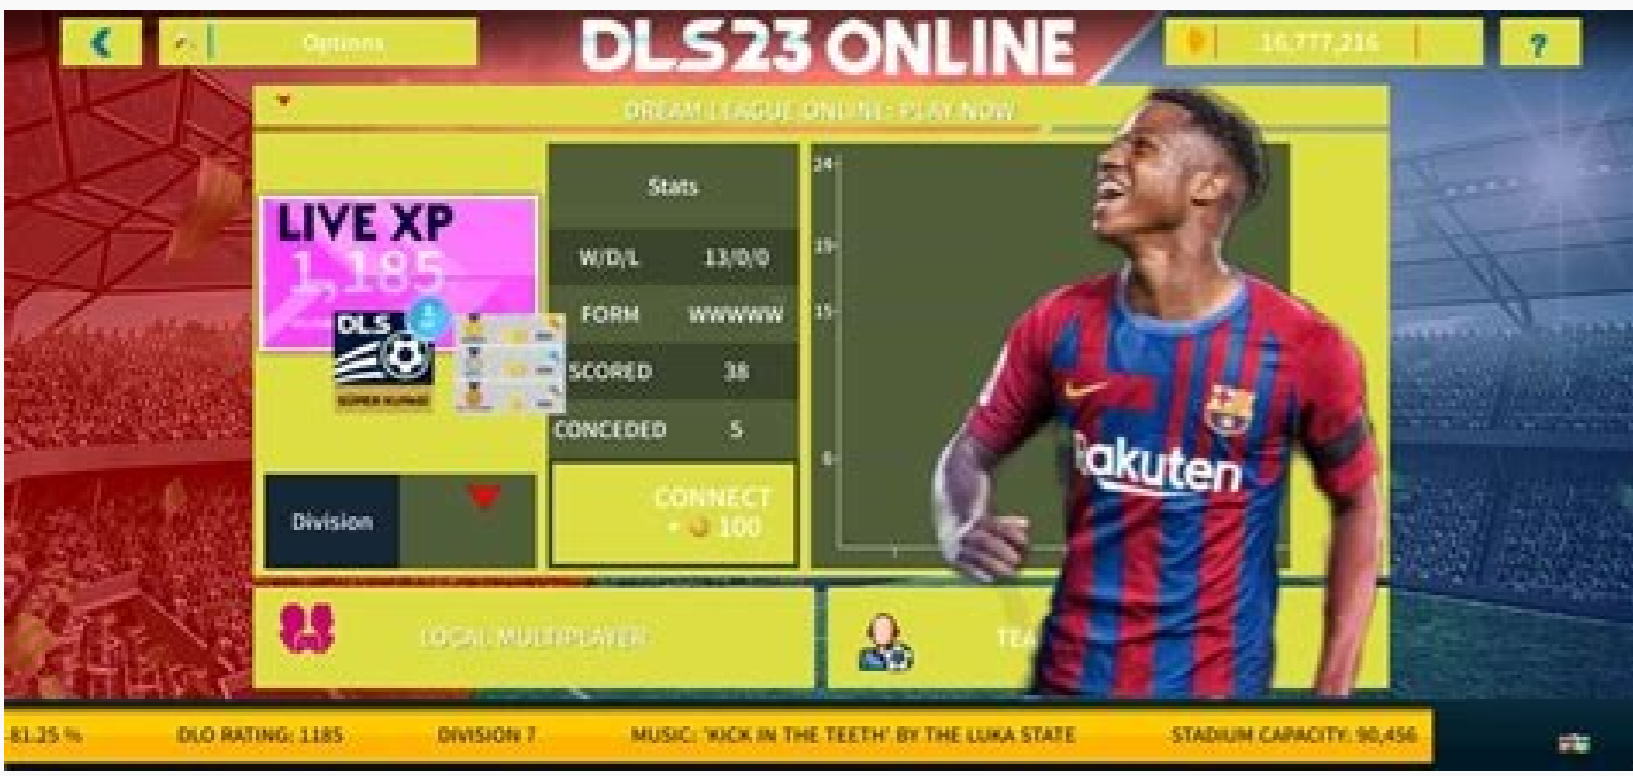 DLS23 ONLINE
Options
16,777,216
?
DREAM LEAGUE ONLINE: PLAY NOW
LIVE XP
1,185
DLS
Stats
W/D/L 13/0/0
FORM WWWWW
SCORED 38
CONCEDED 5
CONNECT
+ 100
Division
24
19
15
Rakuten
LOCAL MULTIPLAYER
TEA
-81.25 % DLO RATING: 1185 DIVISION 7 MUSIC: 'KICK IN THE TEETH' BY THE LUKA STATE STADIUM CAPACITY: 90,456